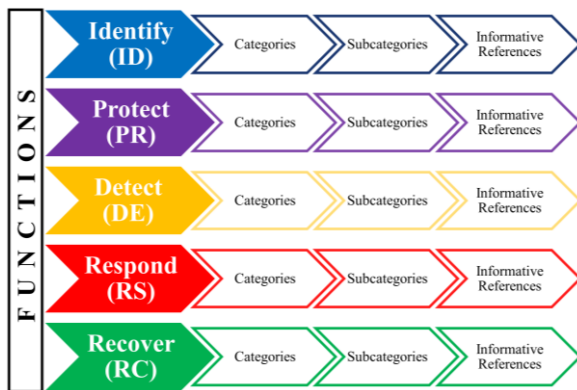 FUNCTIONS
Identify
(ID)
Categories
Subcategories
Informative
References
Protect
(PR)
Categories
Subcategories
Informative
References
Detect
(DE)
Categories
Subcategories
Informative
References
Respond
(RS)
Categories
Subcategories
Informative
References
Recover
(RC)
Categories
Subcategories
Informative
References